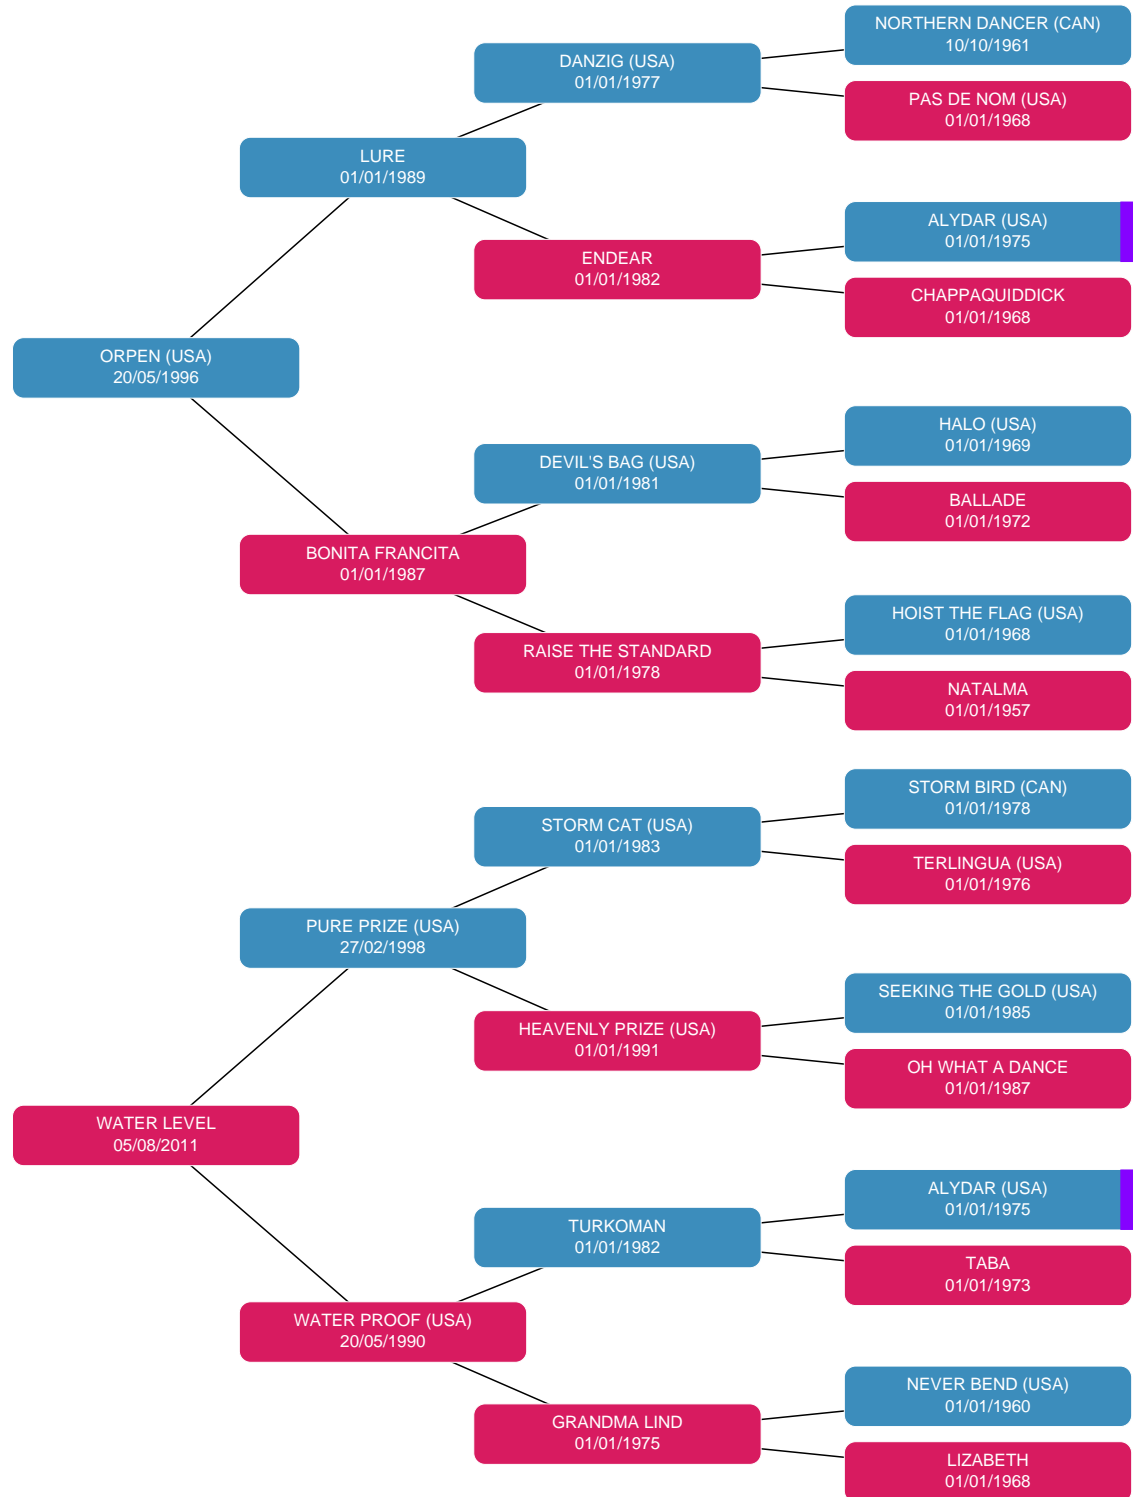 NORTHERN DANCER (CAN)
10/10/1961
DANZIG (USA)
01/01/1977
PAS DE NOM (USA)
01/01/1968
LURE
01/01/1989
ALYDAR (USA)
01/01/1975
ENDEAR
01/01/1982
CHAPPAQUIDDICK
01/01/1968
ORPEN (USA)
20/05/1996
HALO (USA)
01/01/1969
DEVIL'S BAG (USA)
01/01/1981
BALLADE
01/01/1972
BONITA FRANCITA
01/01/1987
HOIST THE FLAG (USA)
01/01/1968
RAISE THE STANDARD
01/01/1978
NATALMA
01/01/1957
STORM BIRD (CAN)
01/01/1978
STORM CAT (USA)
01/01/1983
TERLINGUA (USA)
01/01/1976
PURE PRIZE (USA)
27/02/1998
SEEKING THE GOLD (USA)
01/01/1985
HEAVENLY PRIZE (USA)
01/01/1991
OH WHAT A DANCE
01/01/1987
WATER LEVEL
05/08/2011
ALYDAR (USA)
01/01/1975
TURKOMAN
01/01/1982
TABA
01/01/1973
WATER PROOF (USA)
20/05/1990
NEVER BEND (USA)
01/01/1960
GRANDMA LIND
01/01/1975
LIZABETH
01/01/1968